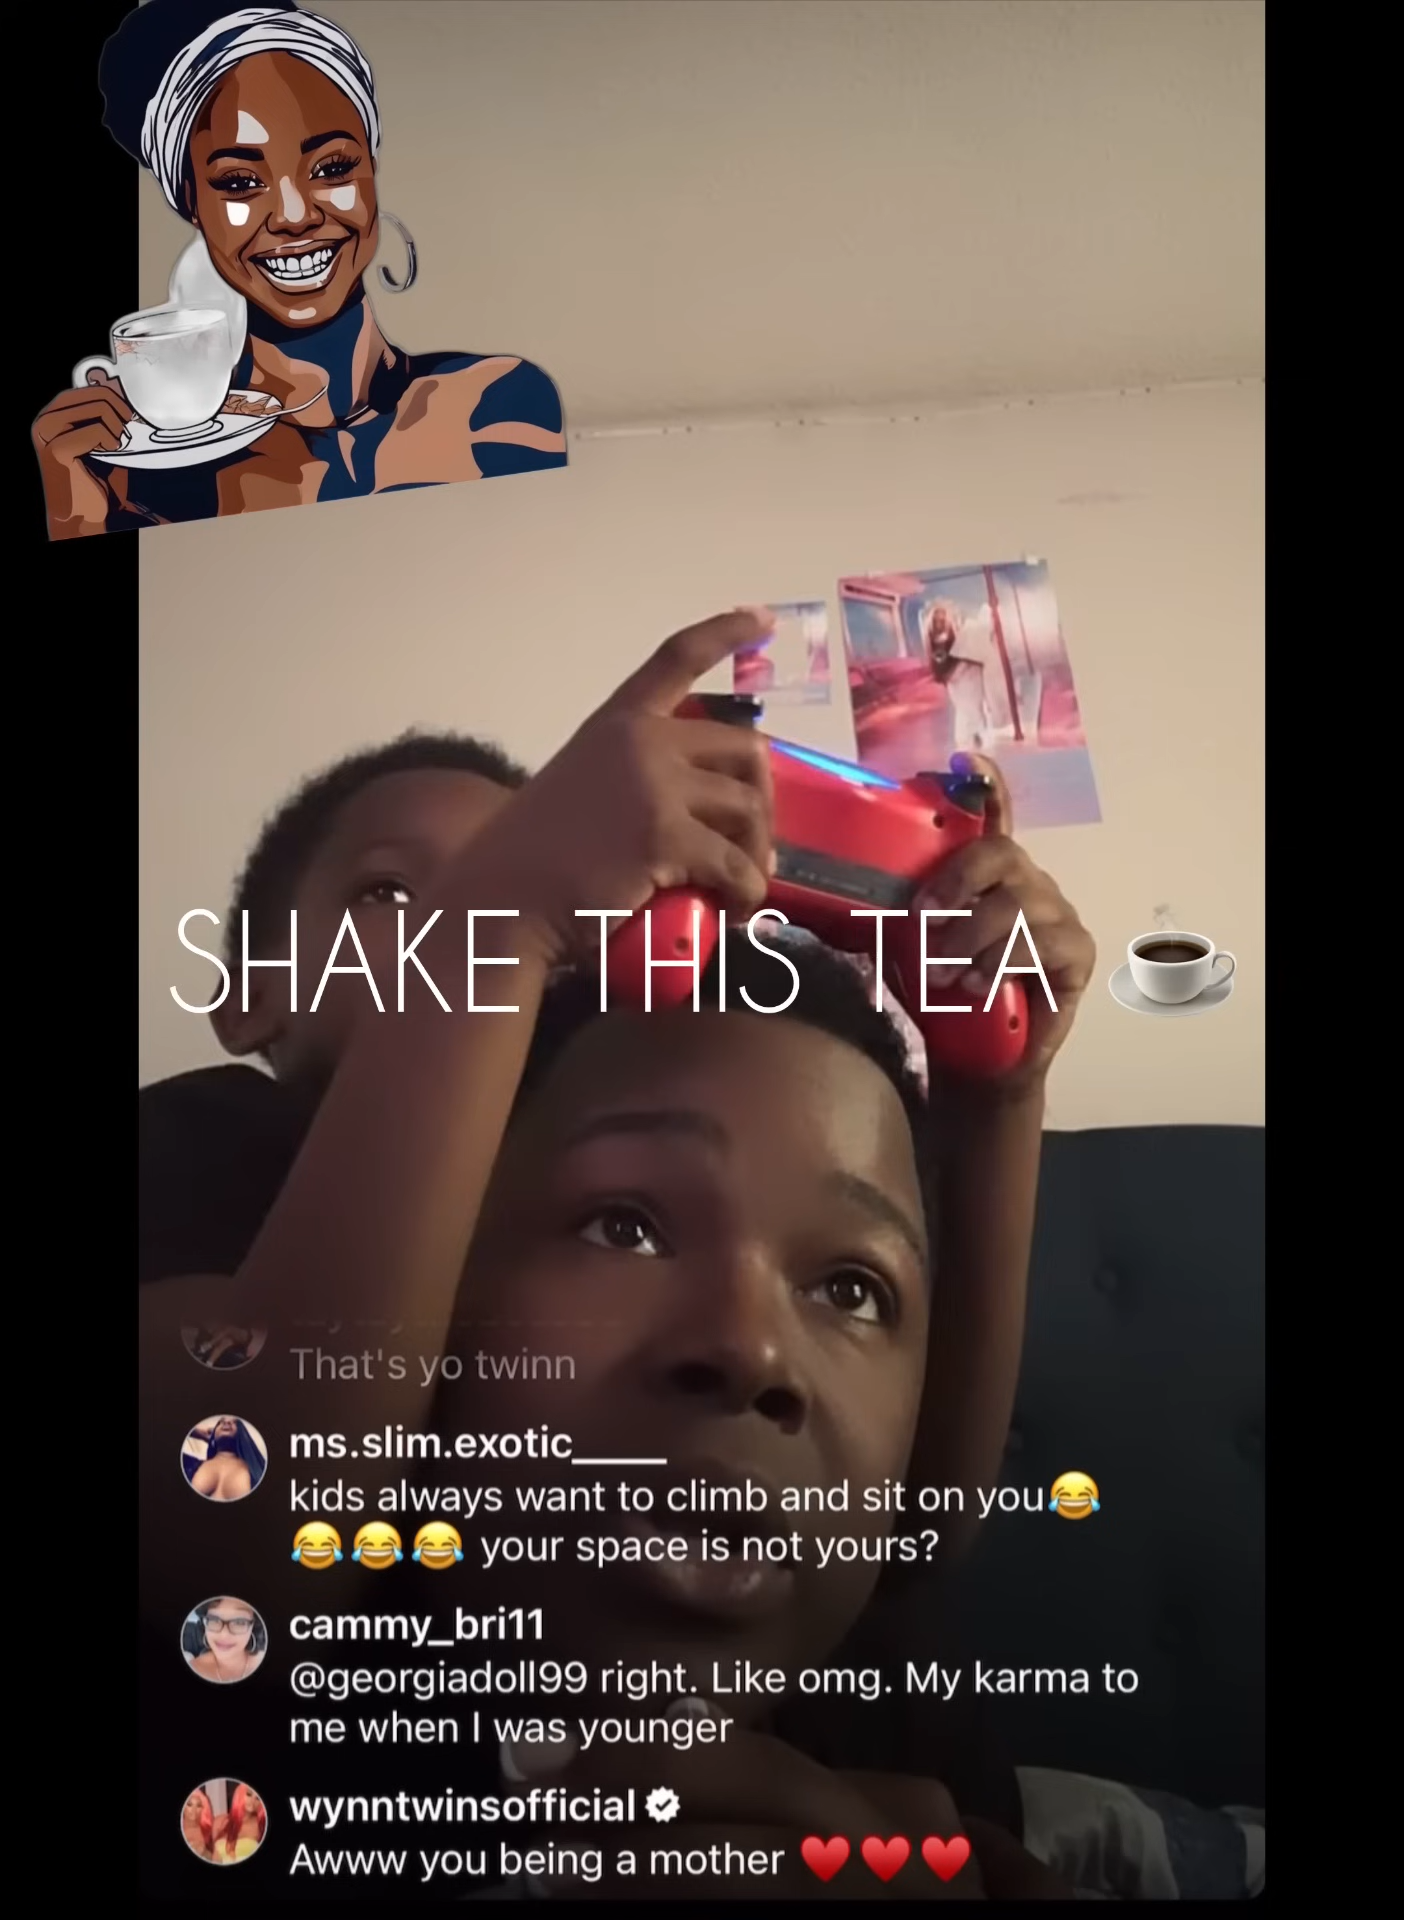 SHAKE THIS TEA ☕
That's yo twinn
ms.slim.exotic____
kids always want to climb and sit on you😂
😂😂😂 your space is not yours?
cammy_bri11
@georgiadoll99 right. Like omg. My karma to
me when I was younger
wynntwinsofficial
Awww you being a mother ♥️♥️♥️